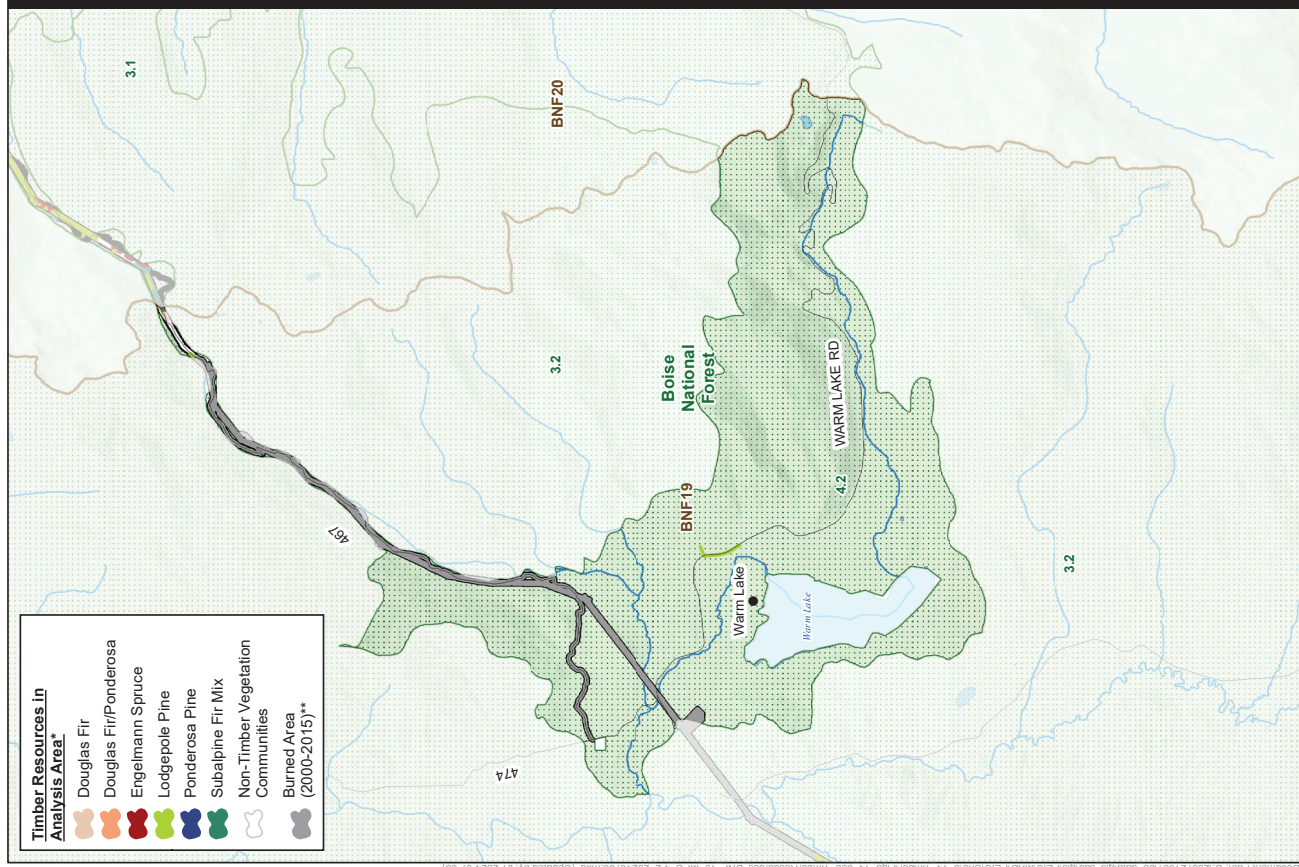 Timber Resources in
Analysis Area*
Douglas Fir
Douglas Fir/Ponderosa
Engelmann Spruce
Lodgepole Pine
Ponderosa Pine
Subalpine Fir Mix
Non-Timber Vegetation
Communities
Burned Area
(2000-2015)**
3.1
BNF20
3.2
Boise
National
Forest
467
BNF19
WARM LAKE RD
4.2
Warm Lake
Warm Lake
474
3.2